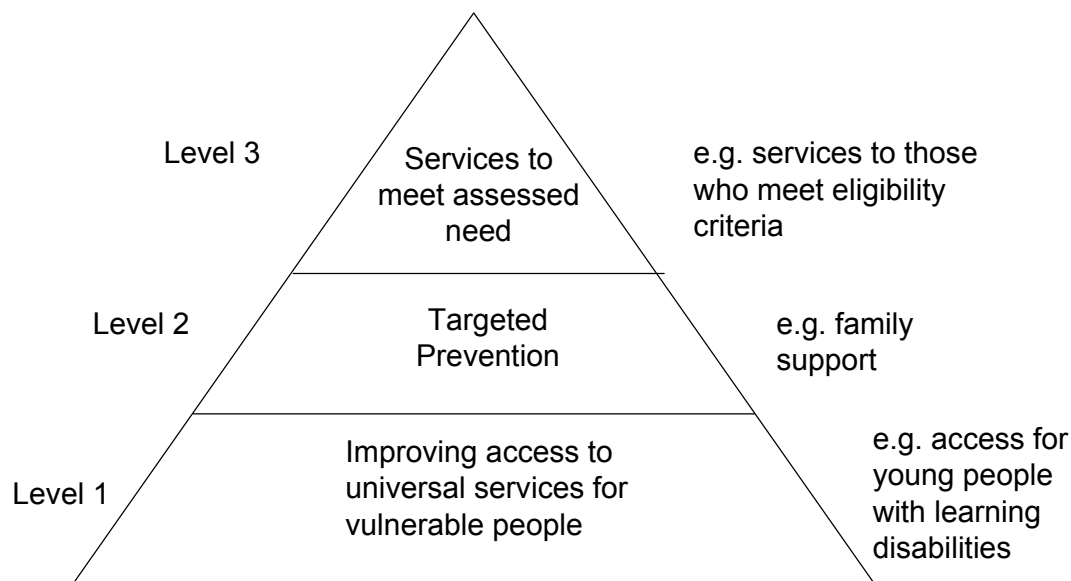 Level 3
Services to
meet assessed
need
e.g. services to those
who meet eligibility
criteria
Level 2
Targeted
Prevention
e.g. family
support
Level 1
Improving access to
universal services for
vulnerable people
e.g. access for
young people
with learning
disabilities